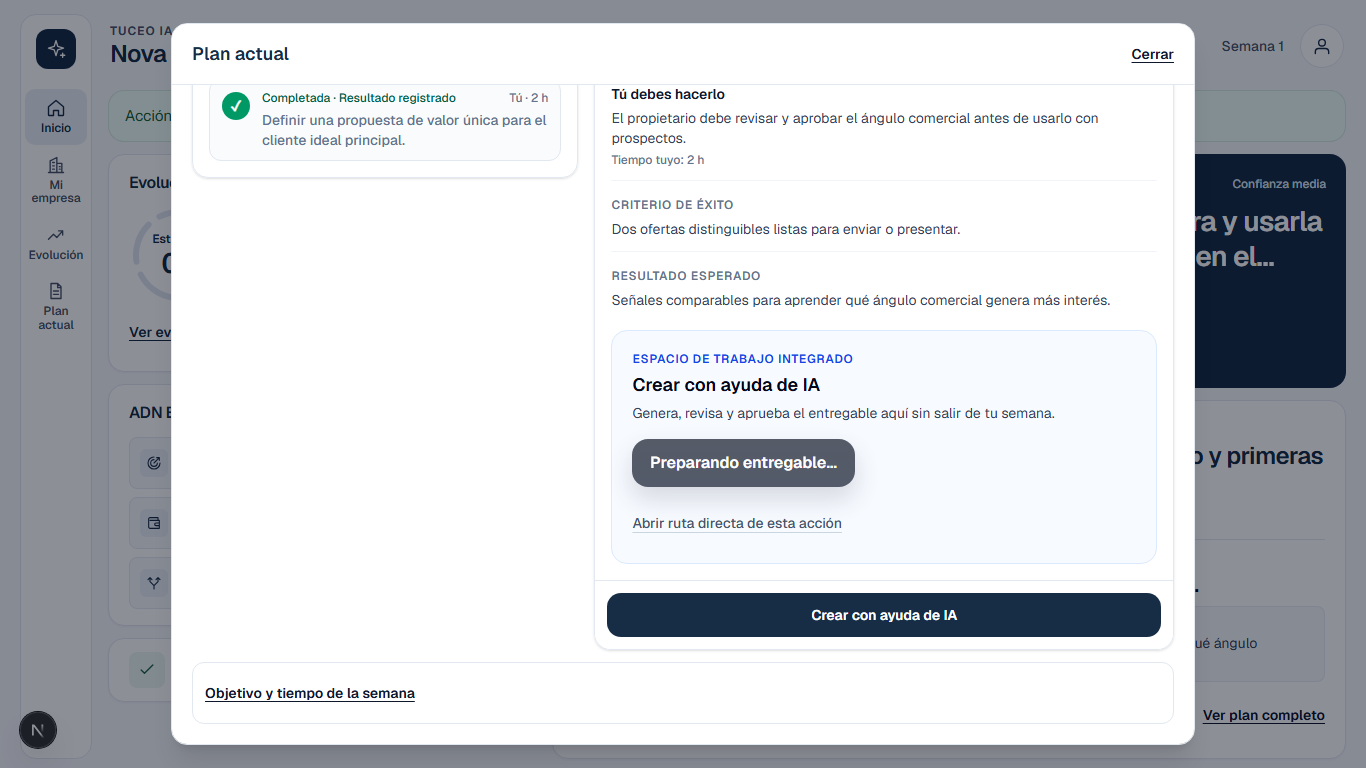 TUCEO IA
Nova
Semana 1
Inicio
Mi
empresa
Evolución
Plan
actual
Acción
Evolu
Est
Ver ev
ADN E
Plan actual
Cerrar
Completada · Resultado registrado
Tú · 2 h
Definir una propuesta de valor única para el
cliente ideal principal.
Tú debes hacerlo
El propietario debe revisar y aprobar el ángulo comercial antes de usarlo con
prospectos.
Tiempo tuyo: 2 h
CRITERIO DE ÉXITO
Dos ofertas distinguibles listas para enviar o presentar.
RESULTADO ESPERADO
Señales comparables para aprender qué ángulo comercial genera más interés.
ESPACIO DE TRABAJO INTEGRADO
Crear con ayuda de IA
Genera, revisa y aprueba el entregable aquí sin salir de tu semana.
Preparando entregable...
Abrir ruta directa de esta acción
Crear con ayuda de IA
Objetivo y tiempo de la semana
Confianza media
ra y usarla
en el...
o y primeras
ué ángulo
Ver plan completo
N